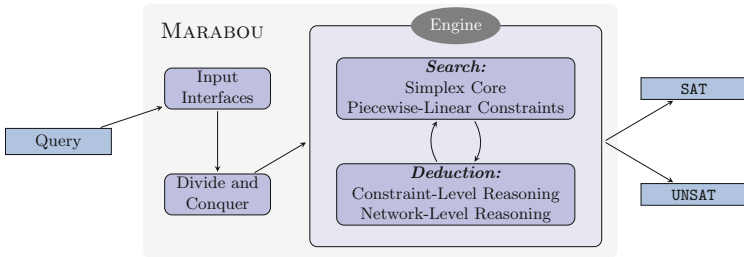 MARABOU
Engine
Query
Input
Interfaces
Divide and
Conquer
Search:
Simplex Core
Piecewise-Linear Constraints
Deduction:
Constraint-Level Reasoning
Network-Level Reasoning
SAT
UNSAT